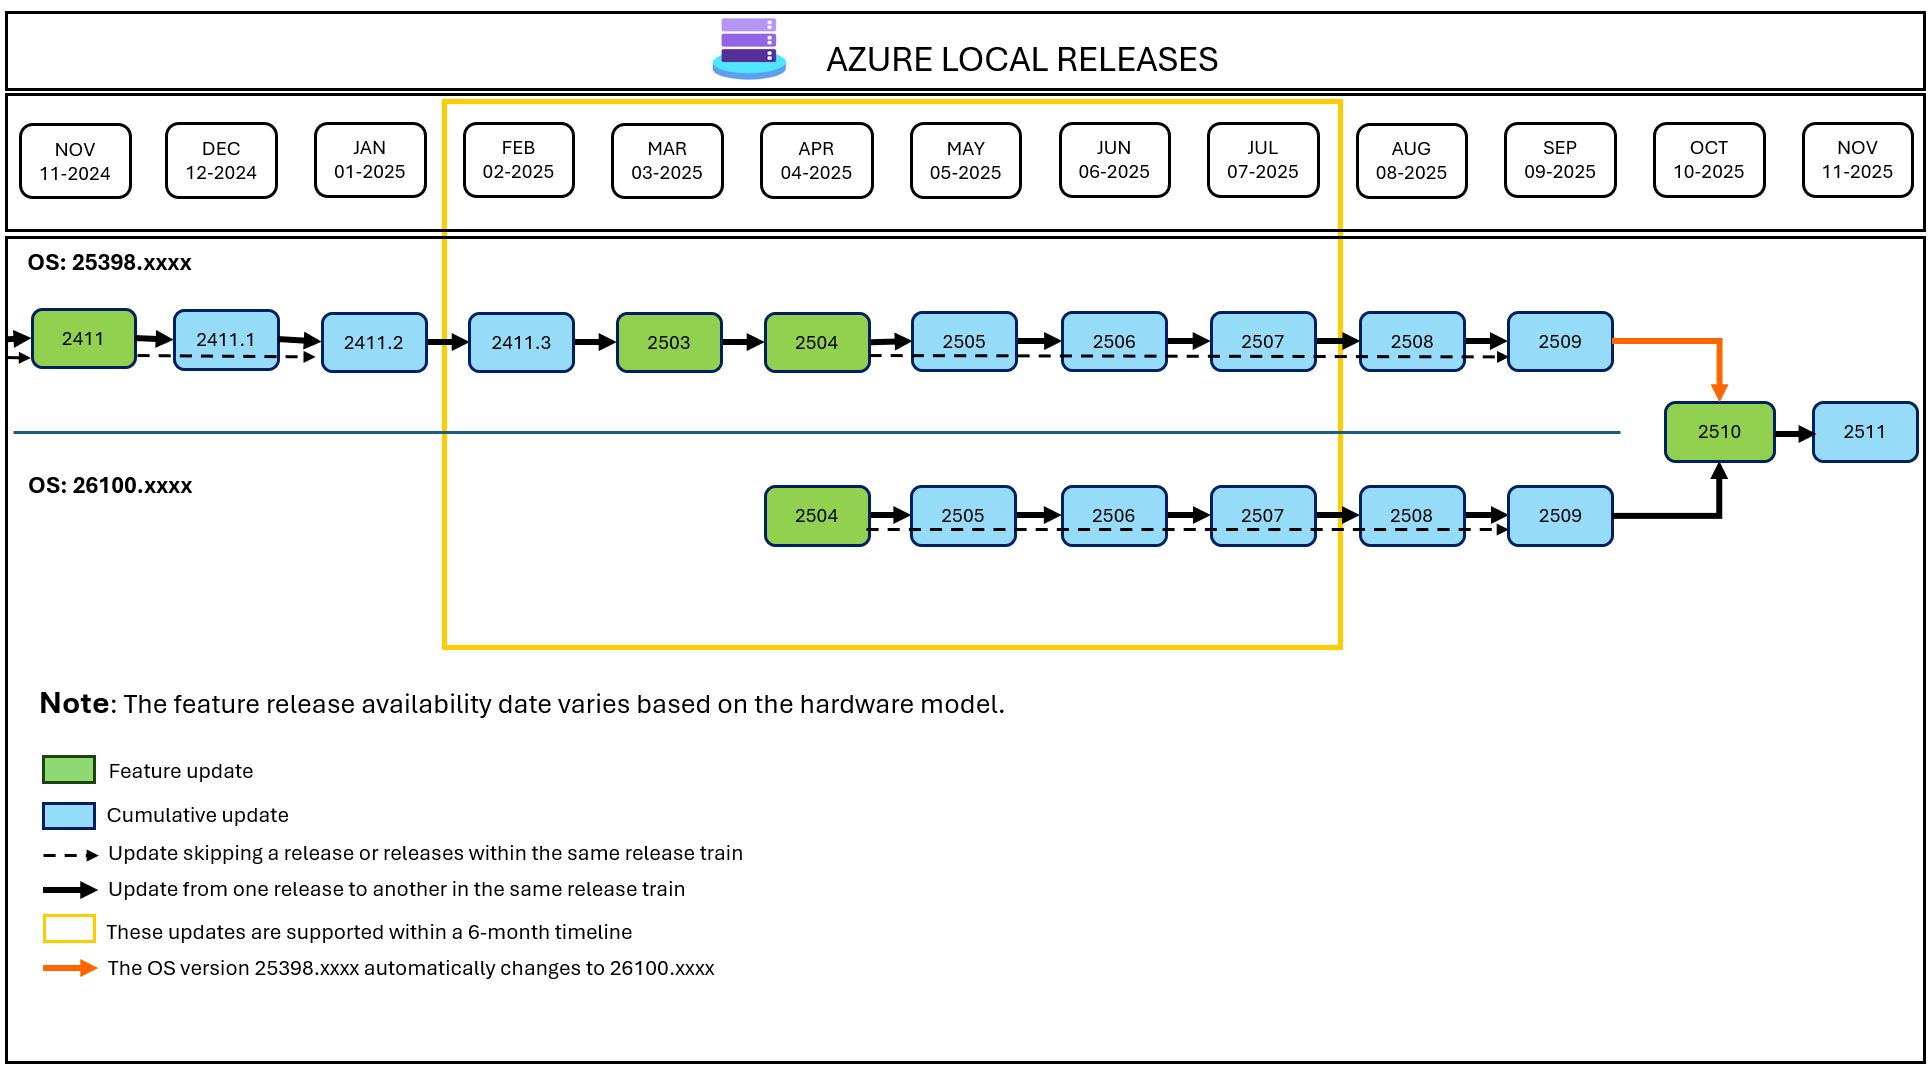 AZURE LOCAL RELEASES
NOV
11-2024
DEC
12-2024
JAN
01-2025
FEB
02-2025
MAR
03-2025
APR
04-2025
MAY
05-2025
JUN
06-2025
JUL
07-2025
AUG
08-2025
SEP
09-2025
OCT
10-2025
NOV
11-2025
OS: 25398.xxxx
2411
2411.1
2411.2
2411.3
2503
2504
2505
2506
2507
2508
2509
2510
2511
OS: 26100.xxxx
2504
2505
2506
2507
2508
2509
Note: The feature release availability date varies based on the hardware model.
Feature update
Cumulative update
Update skipping a release or releases within the same release train
Update from one release to another in the same release train
These updates are supported within a 6-month timeline
The OS version 25398.xxxx automatically changes to 26100.xxxx